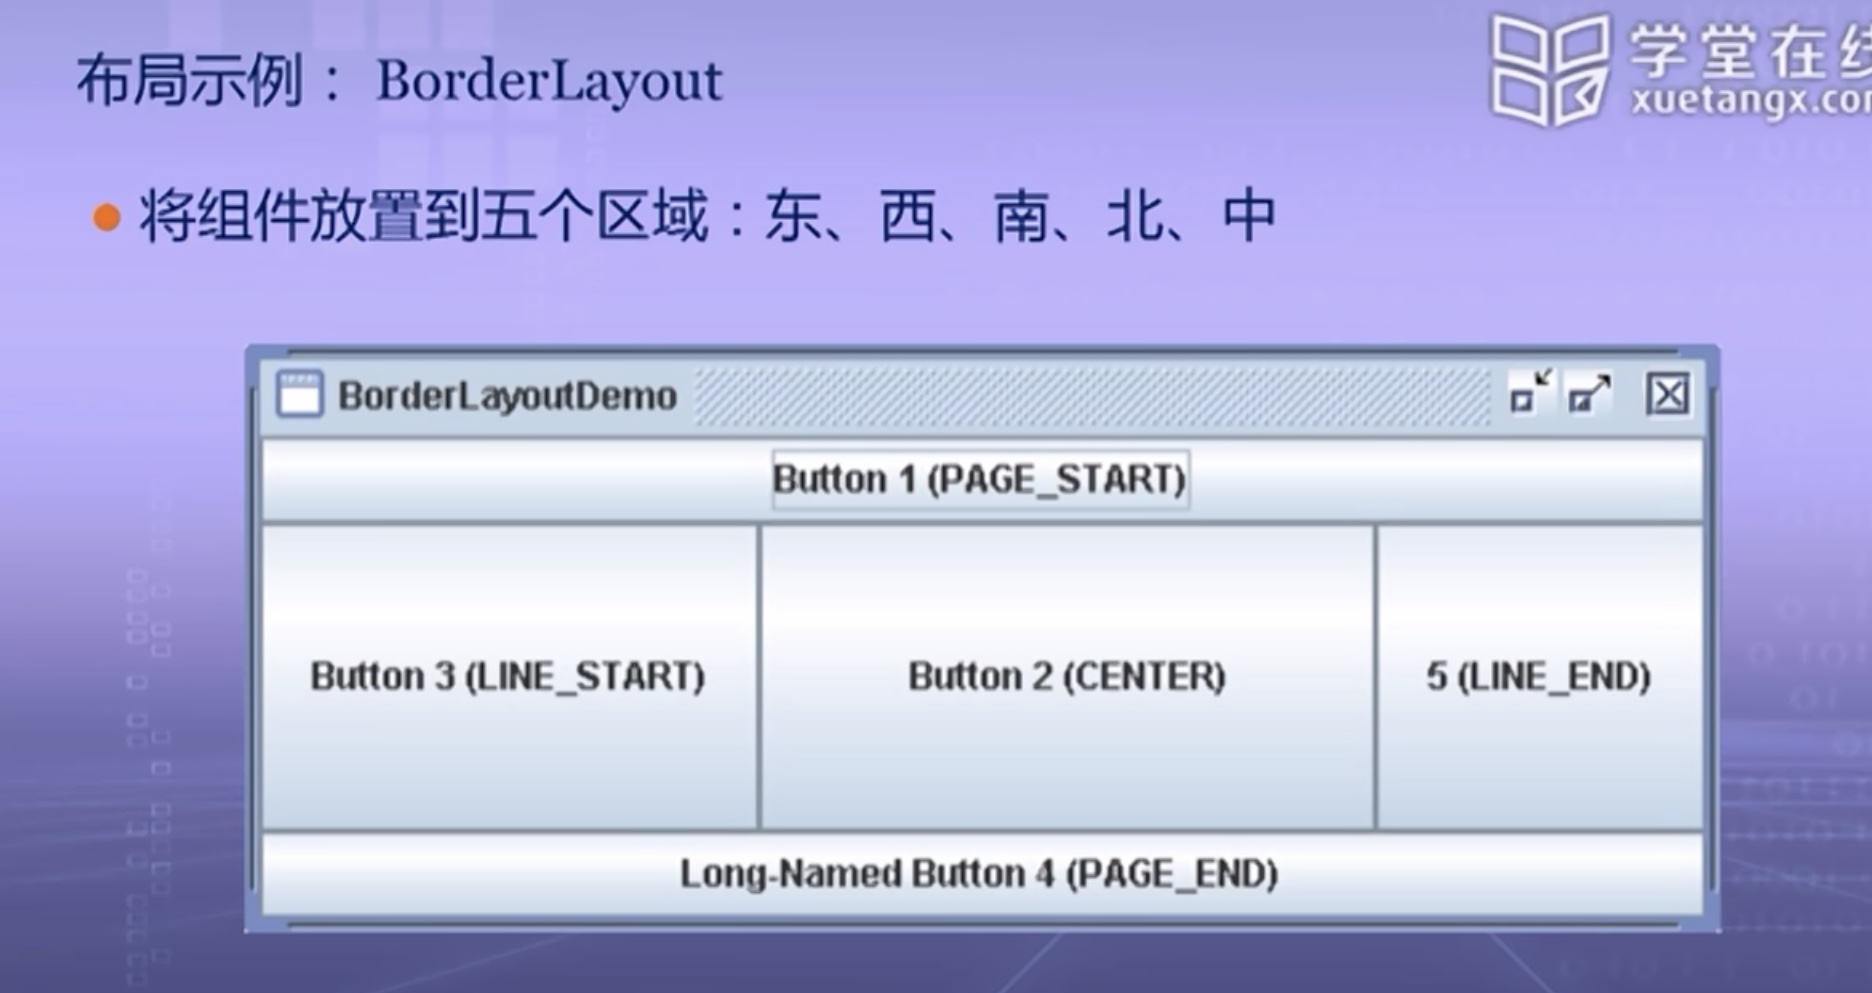 布局示例： BorderLayout
学堂在线
xuetangx.com
将组件放置到五个区域：东、西、南、北、中
BorderLayoutDemo
Button 1 (PAGE_START)
Button 3 (LINE_START) Button 2 (CENTER) 5 (LINE_END)
Long-Named Button 4 (PAGE_END)